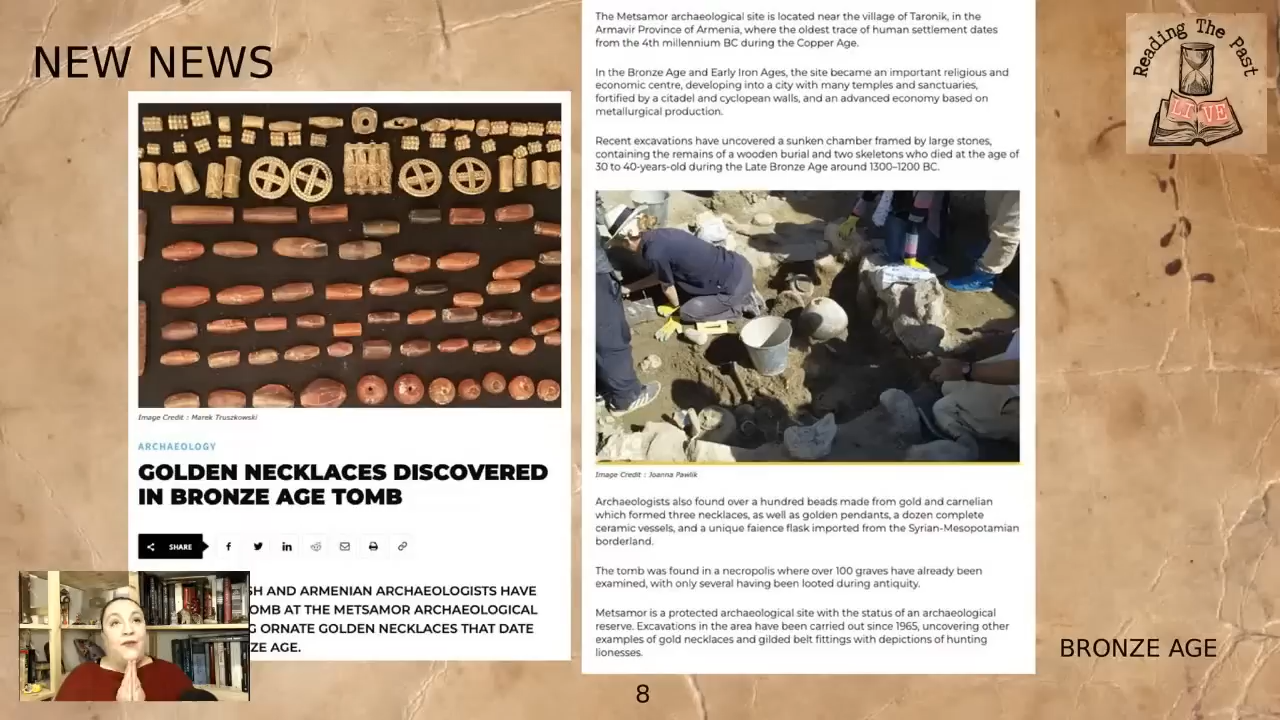 NEW NEWS
Image Credit : Marek Truszkowski
ARCHAEOLOGY
GOLDEN NECKLACES DISCOVERED
IN BRONZE AGE TOMB
SHARE
H AND ARMENIAN ARCHAEOLOGISTS HAVE
OMB AT THE METSAMOR ARCHAEOLOGICAL
G ORNATE GOLDEN NECKLACES THAT DATE
ZE AGE.
The Metsamor archaeological site is located near the village of Taronik, in the
Armavir Province of Armenia, where the oldest trace of human settlement dates
from the 4th millennium BC during the Copper Age.
In the Bronze Age and Early Iron Ages, the site became an important religious and
economic centre, developing into a city with many temples and sanctuaries,
fortified by a citadel and cyclopean walls, and an advanced economy based on
metallurgical production.
Recent excavations have uncovered a sunken chamber framed by large stones,
containing the remains of a wooden burial and two skeletons who died at the age of
30 to 40-years-old during the Late Bronze Age around 1300–1200 BC.
Image Credit : Joanna Pawlik
Archaeologists also found over a hundred beads made from gold and carnelian
which formed three necklaces, as well as golden pendants, a dozen complete
ceramic vessels, and a unique faience flask imported from the Syrian-Mesopotamian
borderland.
The tomb was found in a necropolis where over 100 graves have already been
examined, with only several having been looted during antiquity.
Metsamor is a protected archaeological site with the status of an archaeological
reserve. Excavations in the area have been carried out since 1965, uncovering other
examples of gold necklaces and gilded belt fittings with depictions of hunting
lionesses.
Reading The Past
LIVE
BRONZE AGE
8